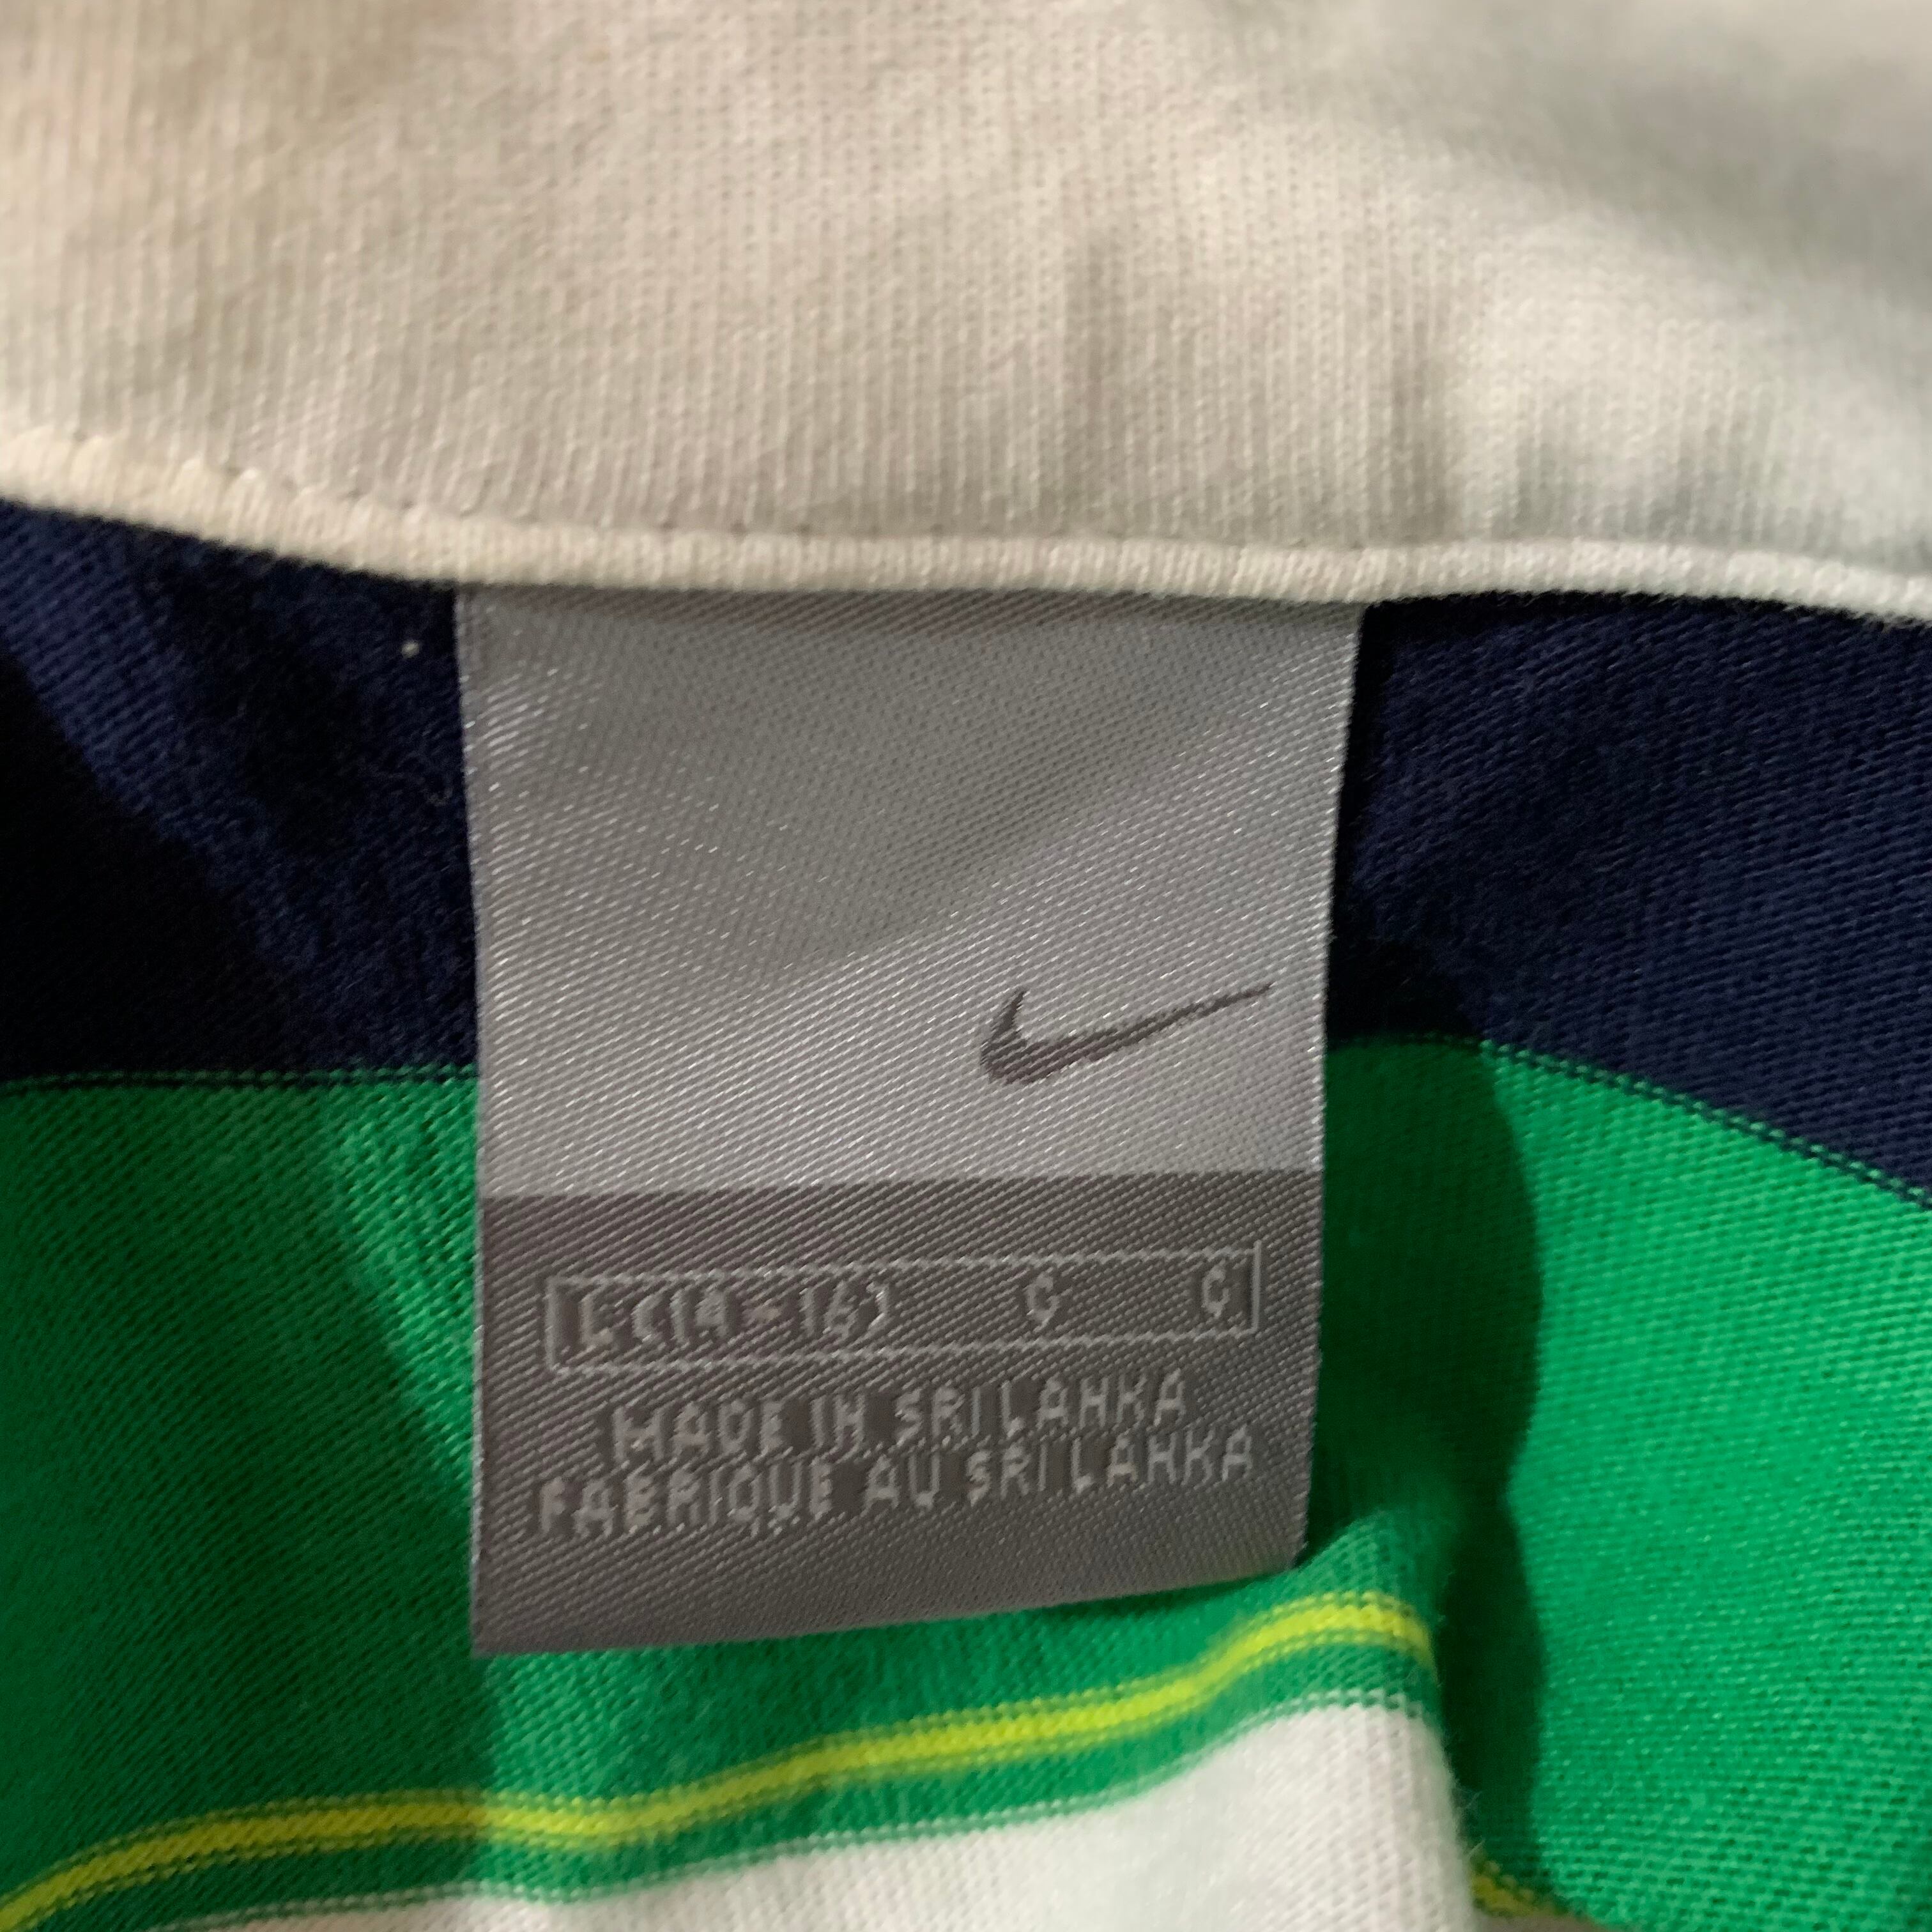 L (14-16) G G
MADE IN SRI LANKA
FABRIQUE AU SRI LANKA